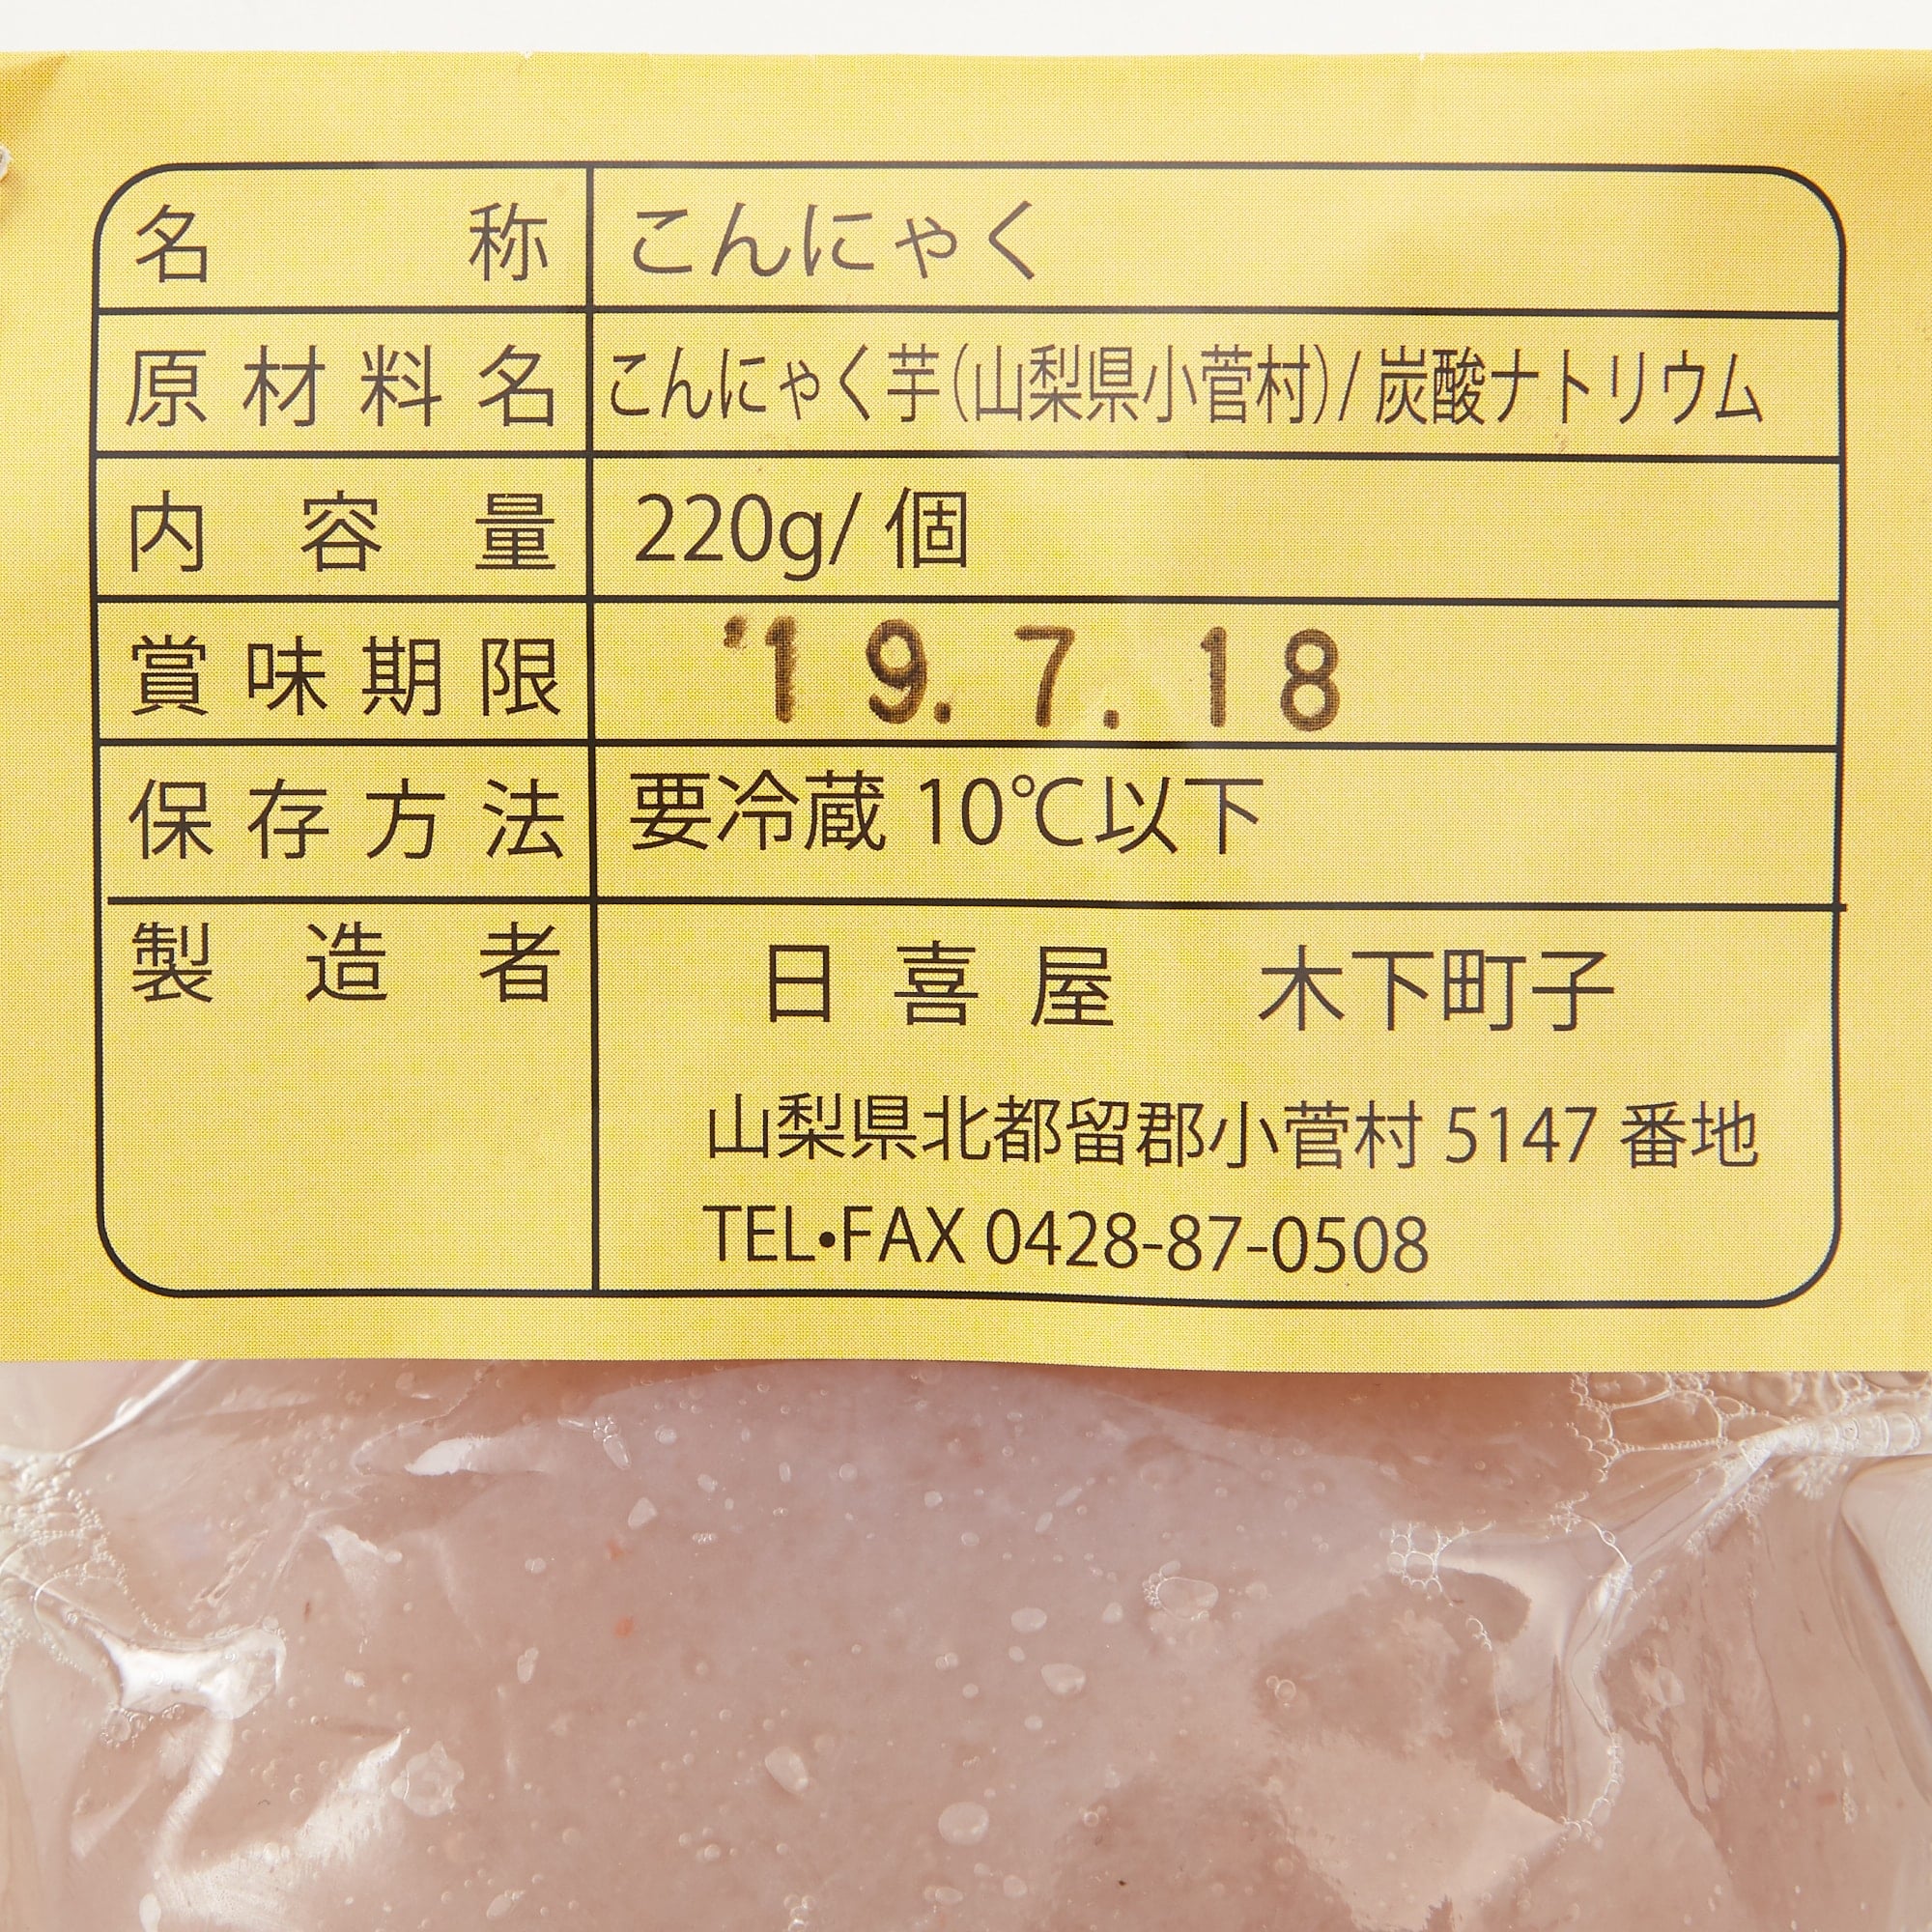 名称 こんにゃく
原材料名 こんにゃく芋(山梨県小菅村)/ 炭酸ナトリウム
内容量 220g/ 個
賞味期限 '19. 7. 18
保存方法 要冷蔵 10℃以下
製造者 日喜屋 木下町子
山梨県北都留郡小菅村 5147 番地
TEL•FAX 0428-87-0508